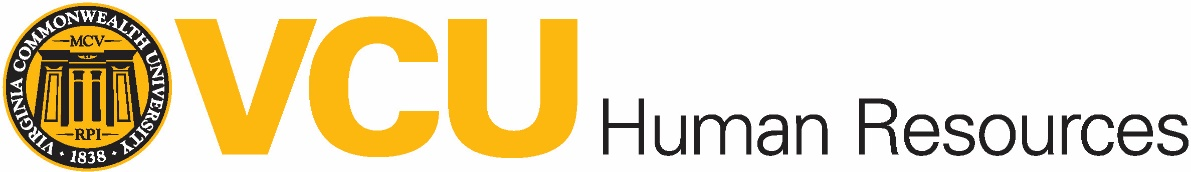 VIRGINIA COMMONWEALTH UNIVERSITY
MCV
RPI
· 1838 ·
VCU Human Resources